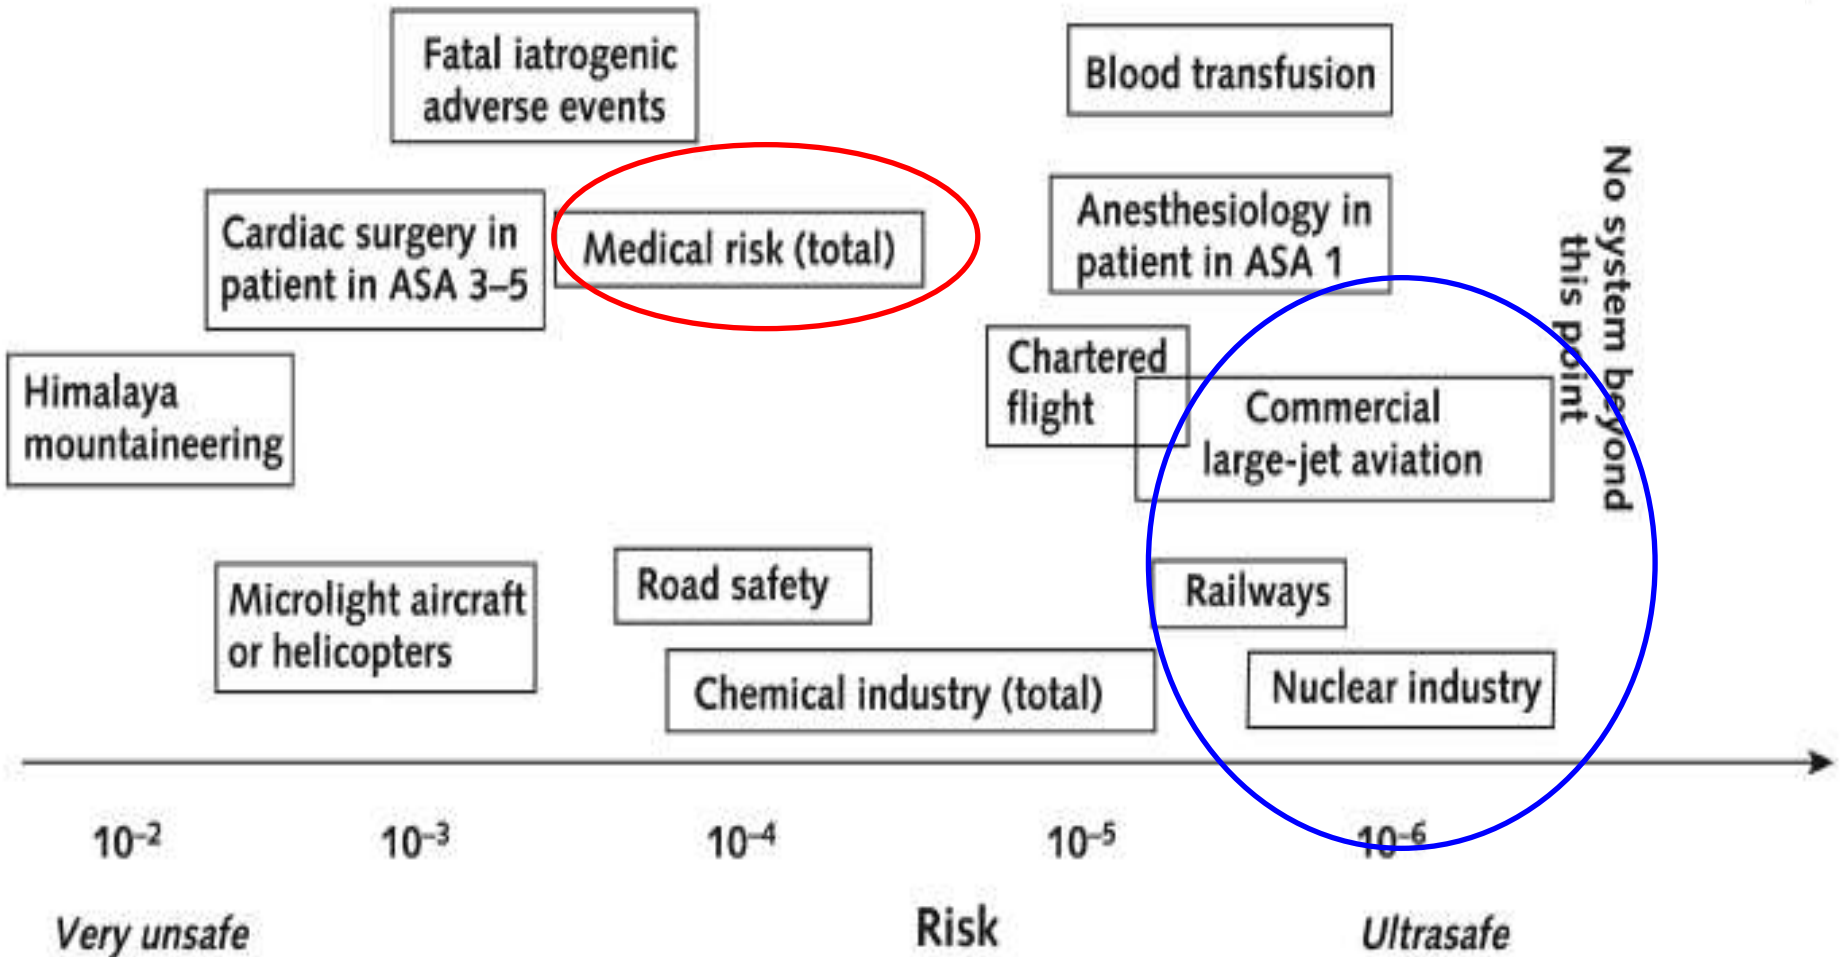 Fatal iatrogenic
adverse events
Blood transfusion
Cardiac surgery in
patient in ASA 3–5
Medical risk (total)
Anesthesiology in
patient in ASA 1
No system beyond
this point
Himalaya
mountaineering
Chartered
flight
Commercial
large-jet aviation
Microlight aircraft
or helicopters
Road safety
Railways
Chemical industry (total)
Nuclear industry
10–2 10–3 10–4 10–5 10–6
Very unsafe Risk Ultrasafe